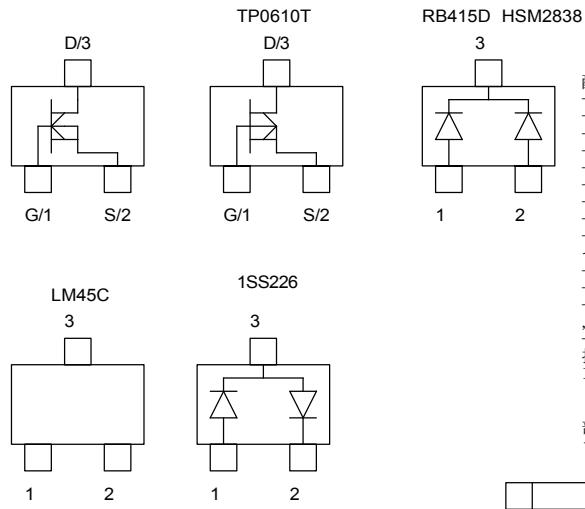 TP0610T
RB415D HSM2838
D/3
D/3
3
G/1
S/2
G/1
S/2
1
2
LM45C
1SS226
3
3
1
2
1
2